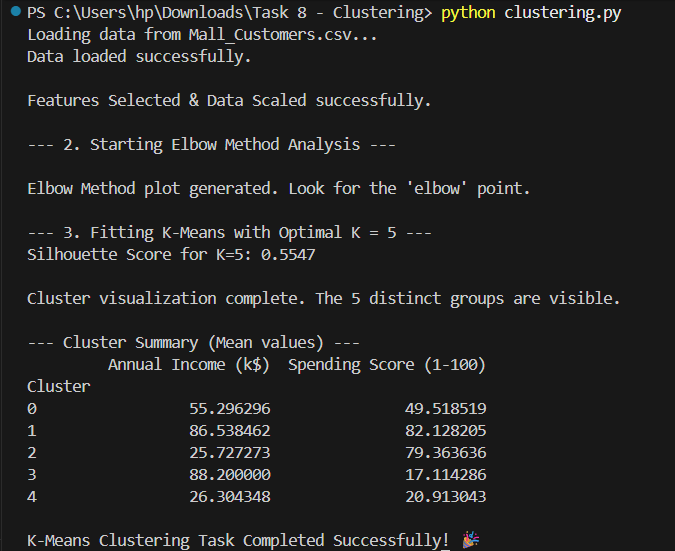 PS C:\Users\hp\Downloads\Task 8 - Clustering> python clustering.py
Loading data from Mall_Customers.csv...
Data loaded successfully.
Features Selected & Data Scaled successfully.
--- 2. Starting Elbow Method Analysis ---
Elbow Method plot generated. Look for the 'elbow' point.
--- 3. Fitting K-Means with Optimal K = 5 ---
Silhouette Score for K=5: 0.5547
Cluster visualization complete. The 5 distinct groups are visible.
--- Cluster Summary (Mean values) ---
Annual Income (k$)  Spending Score (1-100)
Cluster
0 55.296296 49.518519
1 86.538462 82.128205
2 25.727273 79.363636
3 88.200000 17.114286
4 26.304348 20.913043
K-Means Clustering Task Completed Successfully! 🎉